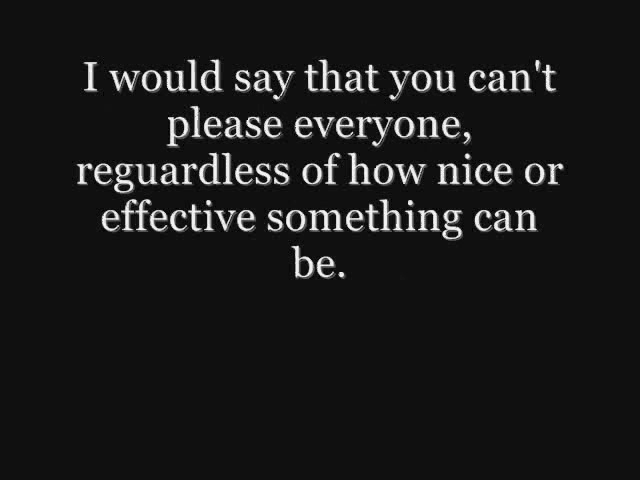 I would say that you can't
please everyone,
reguardless of how nice or
effective something can
be.